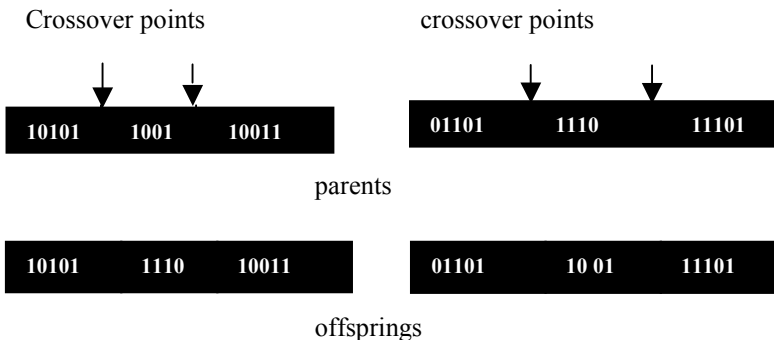 Crossover points crossover points
10101 1001 10011 01101 1110 11101
parents
10101 1110 10011 01101 10 01 11101
offsprings